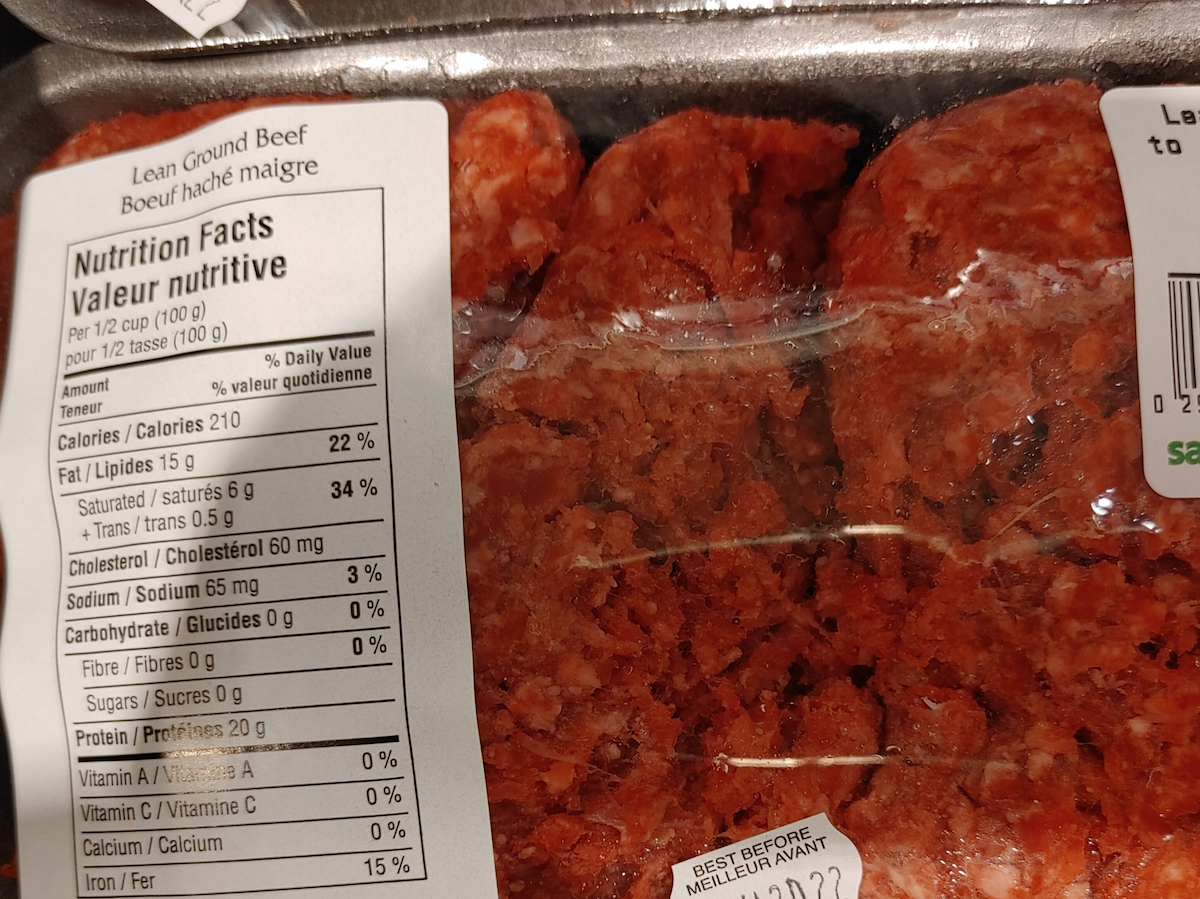 Lean Ground Beef
Boeuf haché maigre
Nutrition Facts
Valeur nutritive
Per 1/2 cup (100 g)
pour 1/2 tasse (100 g)
Amount
Teneur
% Daily Value
% valeur quotidienne
Calories / Calories 210
Fat / Lipides 15 g 22 %
Saturated / saturés 6 g
+ Trans / trans 0.5 g 34 %
Cholesterol / Cholestérol 60 mg
Sodium / Sodium 65 mg 3 %
Carbohydrate / Glucides 0 g 0 %
Fibre / Fibres 0 g 0 %
Sugars / Sucres 0 g
Protein / Protéines 20 g
Vitamin A / Vitamine A 0 %
Vitamin C / Vitamine C 0 %
Calcium / Calcium 0 %
Iron / Fer 15 %
to
BEST BEFORE
MEILLEUR AVANT